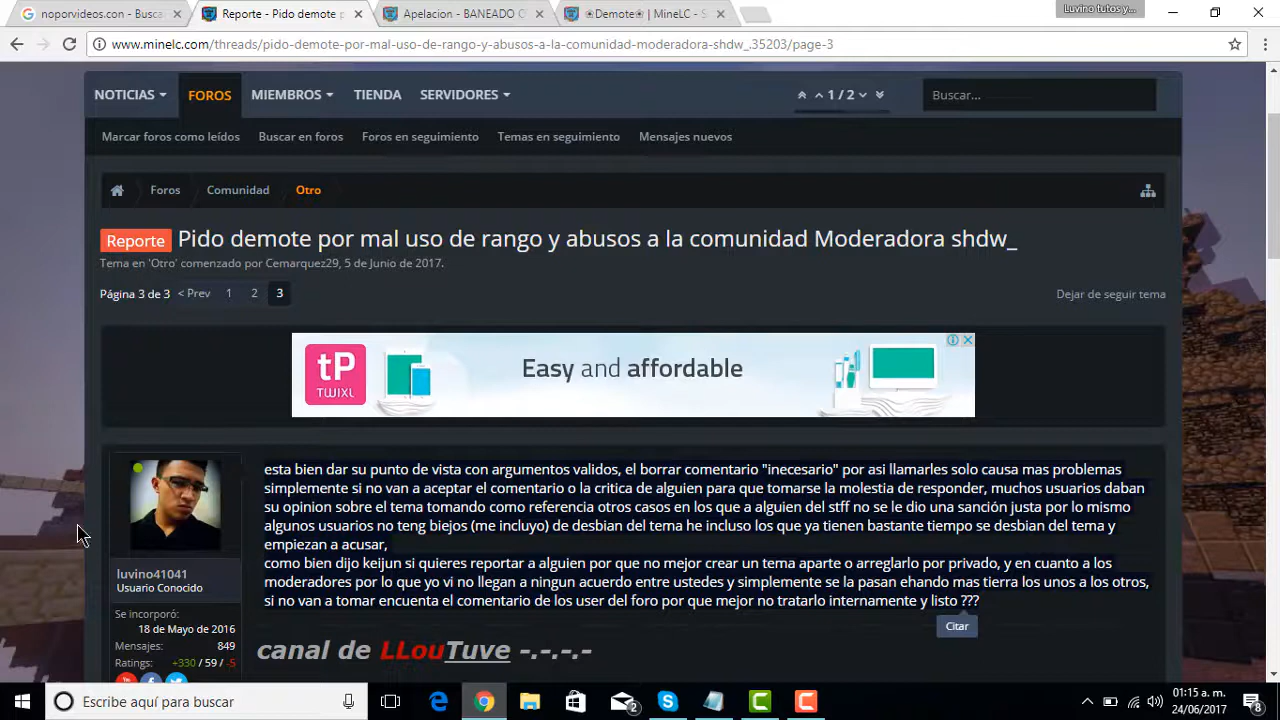 noporvideos.con - Busca
Reporte - Pido demote p
Apelacion - BANEADO O
®Demote® | MineLC - S
Luvino tutos y...
www.minelc.com/threads/pido-demote-por-mal-uso-de-rango-y-abusos-a-la-comunidad-moderadora-shdw_.35203/page-3
NOTICIAS FOROS MIEMBROS TIENDA SERVIDORES 1 / 2 Buscar...
Marcar foros como leídos Buscar en foros Foros en seguimiento Temas en seguimiento Mensajes nuevos
Foros Comunidad Otro
Reporte Pido demote por mal uso de rango y abusos a la comunidad Moderadora shdw_
Tema en 'Otro' comenzado por Cemarquez29, 5 de Junio de 2017.
Página 3 de 3 < Prev 1 2 3 Dejar de seguir tema
tP TWIXL Easy and affordable
esta bien dar su punto de vista con argumentos validos, el borrar comentario "inecesario" por asi llamarles solo causa mas problemas
simplemente si no van a aceptar el comentario o la critica de alguien para que tomarse la molestia de responder, muchos usuarios daban
su opinion sobre el tema tomando como referencia otros casos en los que a alguien del stff no se le dio una sanción justa por lo mismo
algunos usuarios no teng biejos (me incluyo) de desbian del tema he incluso los que ya tienen bastante tiempo se desbian del tema y
empiezan a acusar,
como bien dijo keijun si quieres reportar a alguien por que no mejor crear un tema aparte o arreglarlo por privado, y en cuanto a los
moderadores por lo que yo vi no llegan a ningun acuerdo entre ustedes y simplemente se la pasan ehando mas tierra los unos a los otros,
si no van a tomar encuenta el comentario de los user del foro por que mejor no tratarlo internamente y listo ???
Citar
luvino41041
Usuario Conocido
Se incorporó:
18 de Mayo de 2016
Mensajes: 849
Ratings: +330 / 59 / -5
canal de LLouTuve -.-.-.-
Escribe aquí para buscar
2
01:15 a. m.
24/06/2017
8